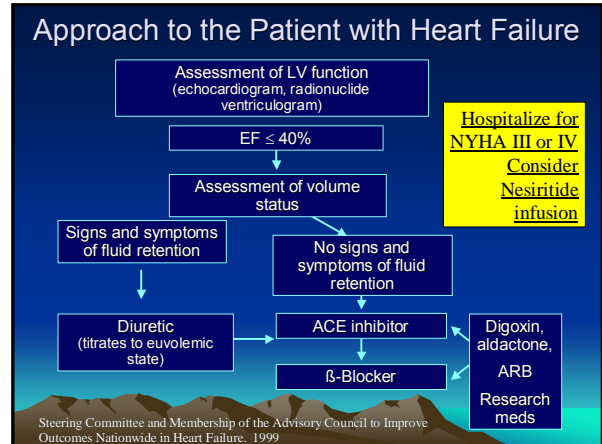 Approach to the Patient with Heart Failure
Assessment of LV function
(echocardiogram, radionuclide
ventriculogram)
EF ≤ 40%
Hospitalize for
NYHA III or IV
Consider
Nesiritide
infusion
Assessment of volume
status
Signs and symptoms
of fluid retention
No signs and
symptoms of fluid
retention
Diuretic
(titrates to euvolemic
state)
ACE inhibitor
ß-Blocker
Digoxin,
aldactone,
ARB
Research
meds
Steering Committee and Membership of the Advisory Council to Improve
Outcomes Nationwide in Heart Failure. 1999